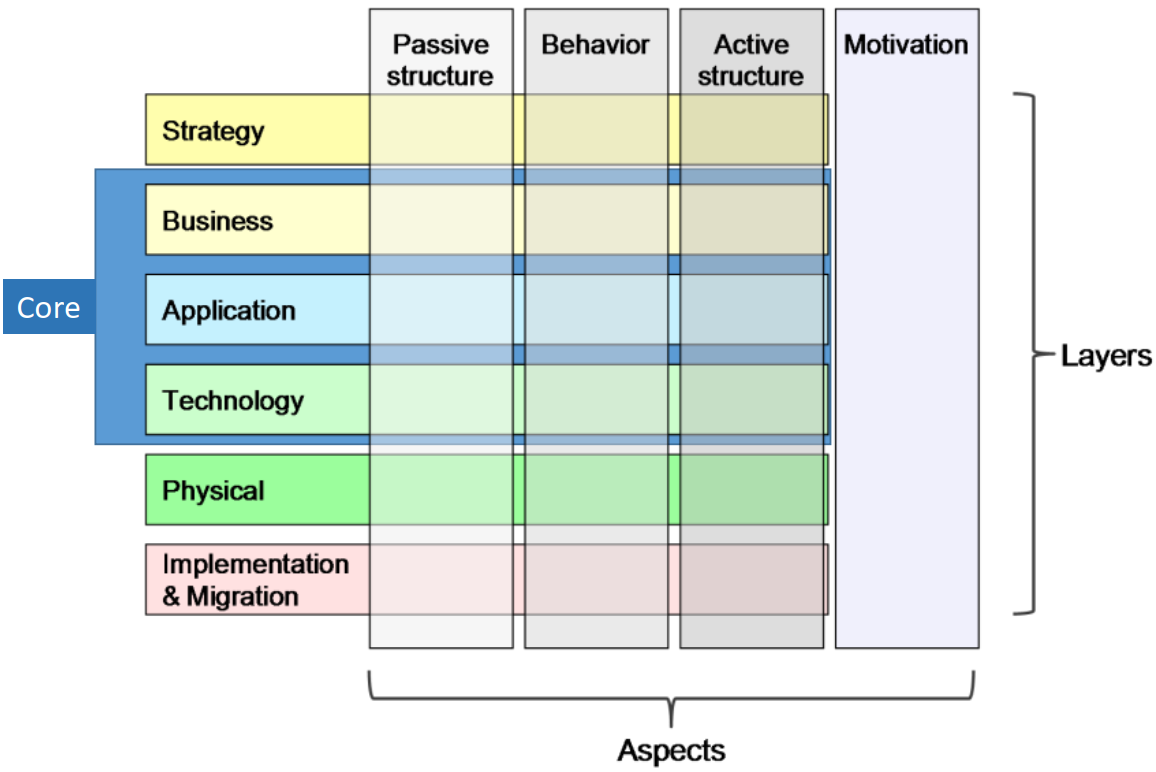 Passive
structure
Behavior
Active
structure
Motivation
Strategy
Business
Core
Application
Layers
Technology
Physical
Implementation
& Migration
Aspects